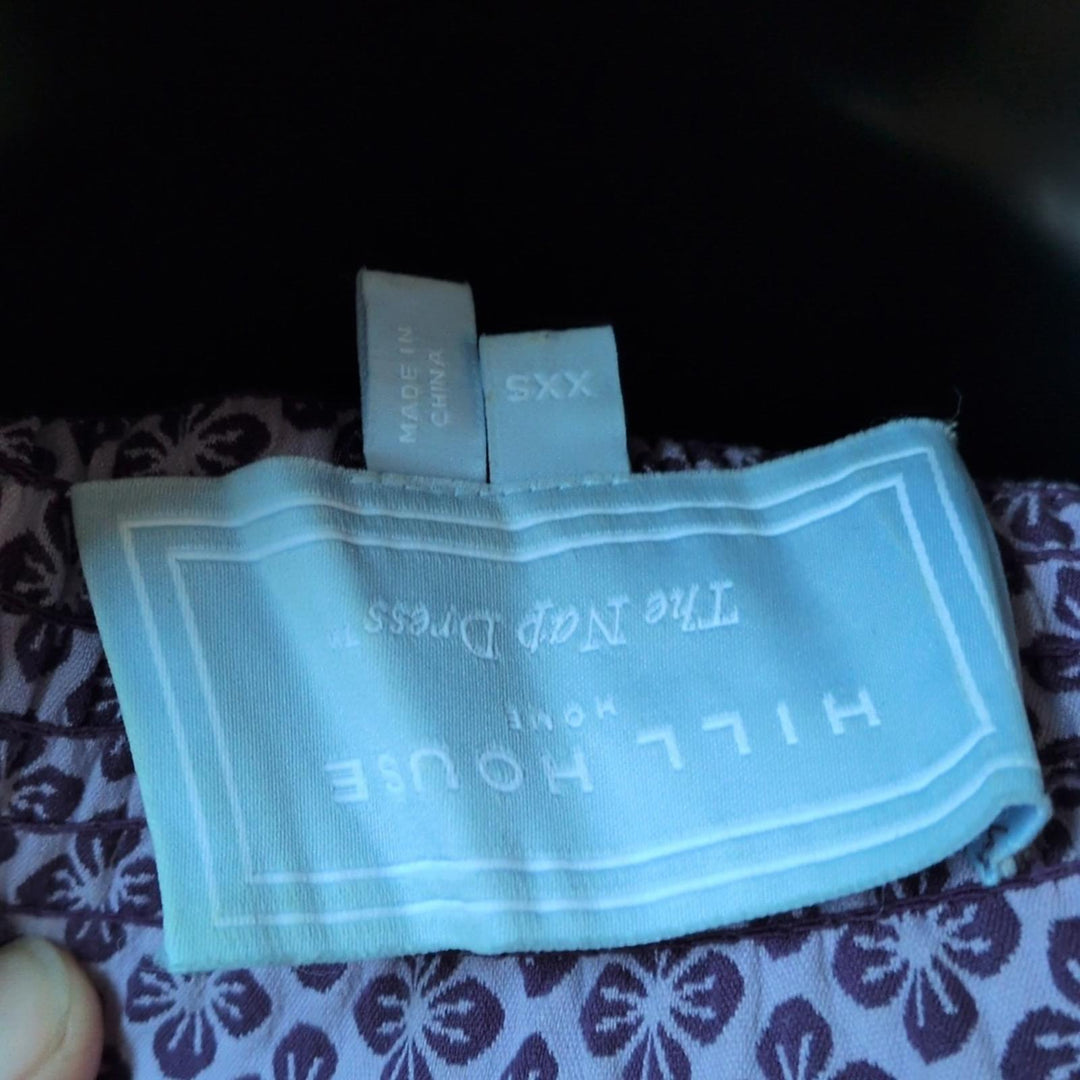 HILL HOUSE
HOME
The Nap Dress™
XXS
MADE IN
CHINA